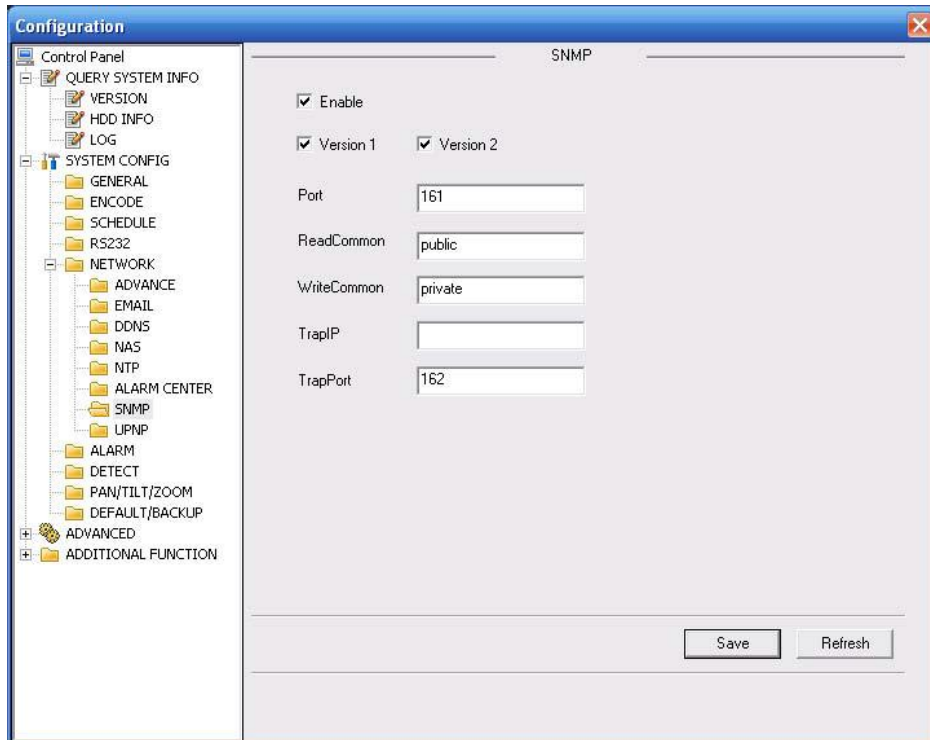 Configuration
Control Panel
QUERY SYSTEM INFO
VERSION
HDD INFO
LOG
SYSTEM CONFIG
GENERAL
ENCODE
SCHEDULE
RS232
NETWORK
ADVANCE
EMAIL
DDNS
NAS
NTP
ALARM CENTER
SNMP
UPNP
ALARM
DETECT
PAN/TILT/ZOOM
DEFAULT/BACKUP
ADVANCED
ADDITIONAL FUNCTION
SNMP
Enable
Version 1 Version 2
Port 161
ReadCommon public
WriteCommon private
TrapIP
TrapPort 162
Save Refresh